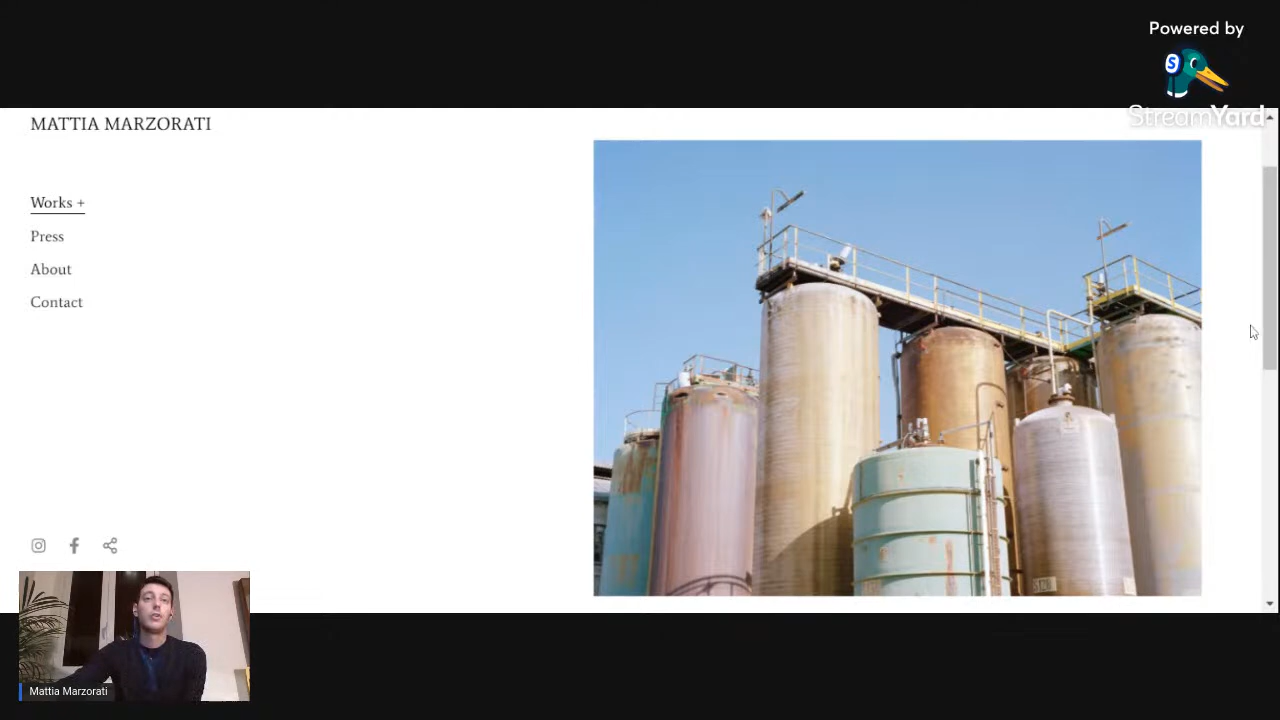 Powered by
S
StreamYard
MATTIA MARZORATI
Works +
Press
About
Contact
Mattia Marzorati